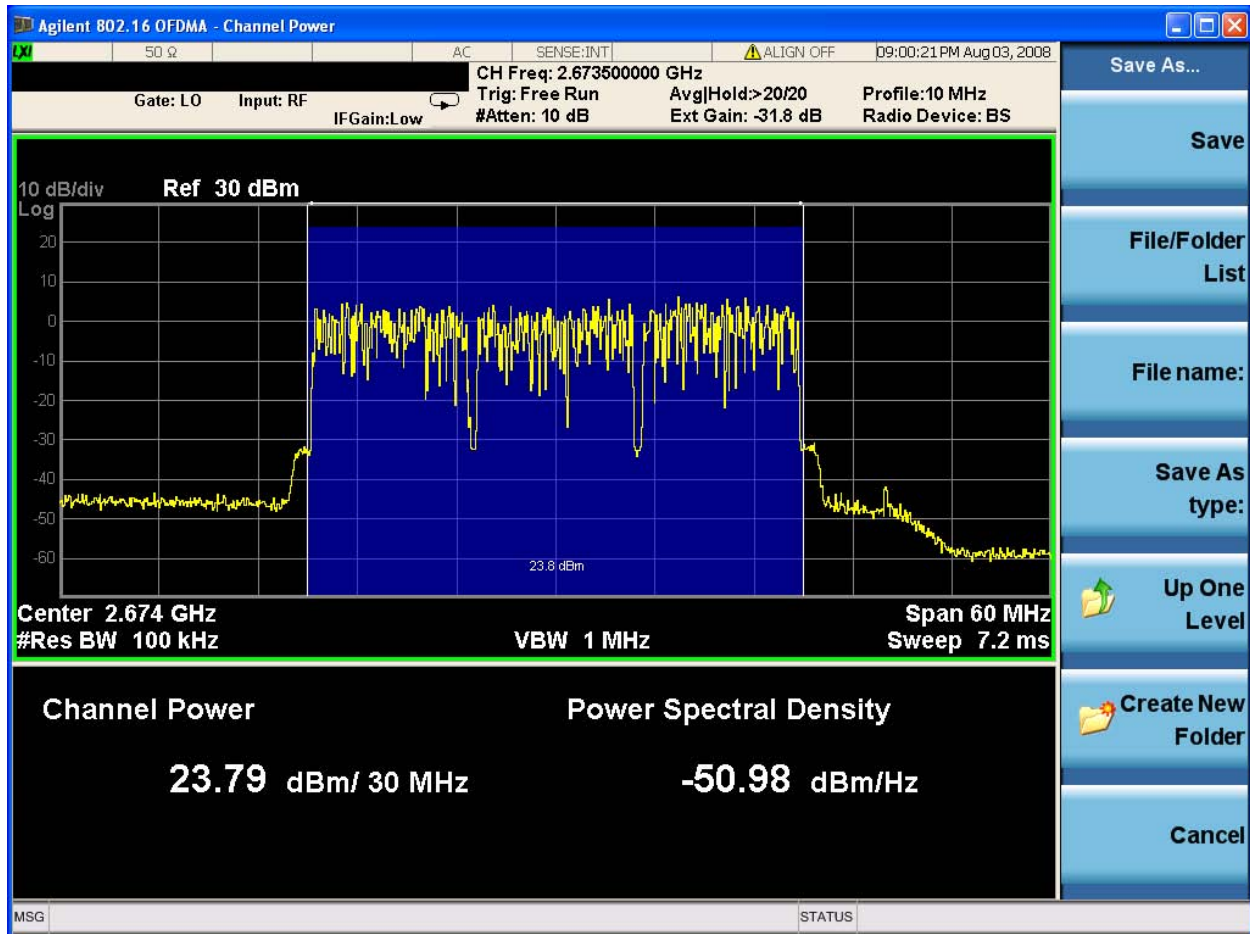 Agilent 802.16 OFDMA - Channel Power
LXI 50 Ω AC SENSE:INT ALIGN OFF 09:00:21 PM Aug 03, 2008
CH Freq: 2.673500000 GHz
Gate: LO Input: RF Trig: Free Run Avg|Hold:>20/20 Profile:10 MHz
IFGain:Low #Atten: 10 dB Ext Gain: -31.8 dB Radio Device: BS
10 dB/div Ref 30 dBm
Log
20
10
0
-10
-20
-30
-40
-50
-60
23.8 dBm
Center 2.674 GHz Span 60 MHz
#Res BW 100 kHz VBW 1 MHz Sweep 7.2 ms
Channel Power Power Spectral Density
23.79 dBm/ 30 MHz -50.98 dBm/Hz
MSG STATUS
Save As...
Save
File/Folder
List
File name:
Save As
type:
Up One
Level
Create New
Folder
Cancel